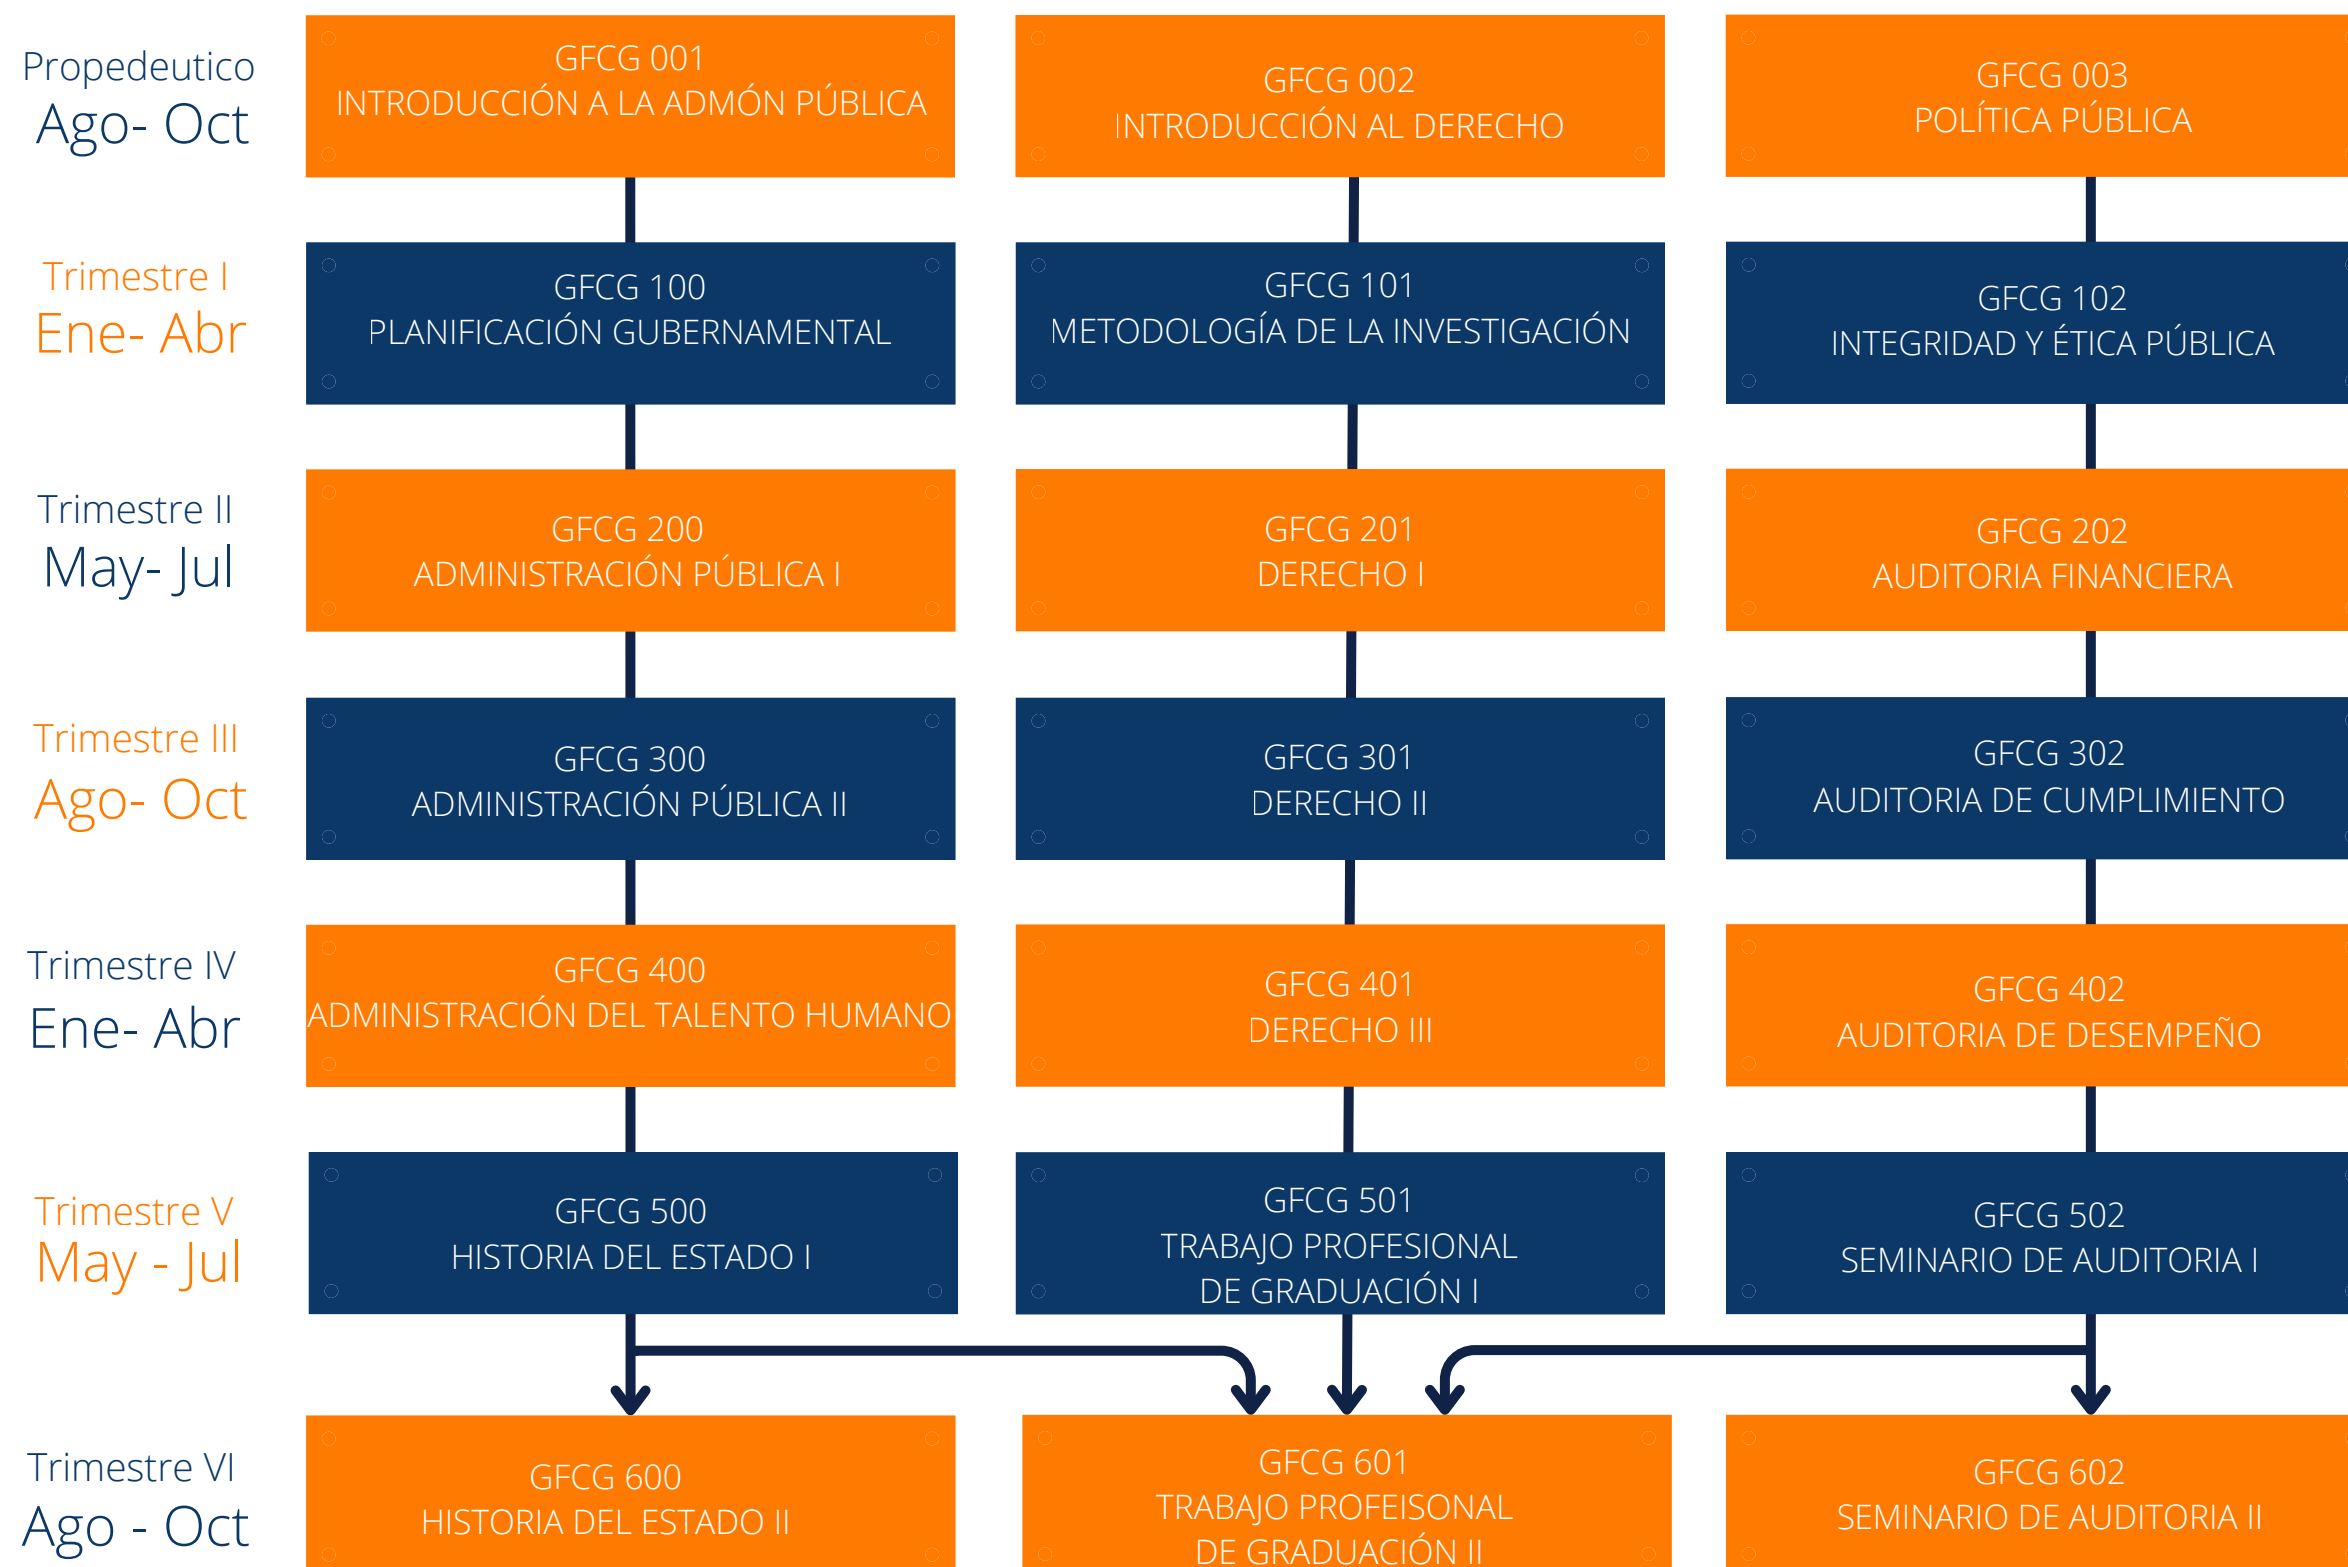 Propedeutico
Ago- Oct
GFCG 001
INTRODUCCIÓN A LA ADMÓN PÚBLICA
GFCG 002
INTRODUCCIÓN AL DERECHO
GFCG 003
POLÍTICA PÚBLICA
Trimestre I
Ene- Abr
GFCG 100
PLANIFICACIÓN GUBERNAMENTAL
GFCG 101
METODOLOGÍA DE LA INVESTIGACIÓN
GFCG 102
INTEGRIDAD Y ÉTICA PÚBLICA
Trimestre II
May- Jul
GFCG 200
ADMINISTRACIÓN PÚBLICA I
GFCG 201
DERECHO I
GFCG 202
AUDITORIA FINANCIERA
Trimestre III
Ago- Oct
GFCG 300
ADMINISTRACIÓN PÚBLICA II
GFCG 301
DERECHO II
GFCG 302
AUDITORIA DE CUMPLIMIENTO
Trimestre IV
Ene- Abr
GFCG 400
ADMINISTRACIÓN DEL TALENTO HUMANO
GFCG 401
DERECHO III
GFCG 402
AUDITORIA DE DESEMPEÑO
Trimestre V
May - Jul
GFCG 500
HISTORIA DEL ESTADO I
GFCG 501
TRABAJO PROFESIONAL
DE GRADUACIÓN I
GFCG 502
SEMINARIO DE AUDITORIA I
Trimestre VI
Ago - Oct
GFCG 600
HISTORIA DEL ESTADO II
GFCG 601
TRABAJO PROFEISONAL
DE GRADUACIÓN II
GFCG 602
SEMINARIO DE AUDITORIA II